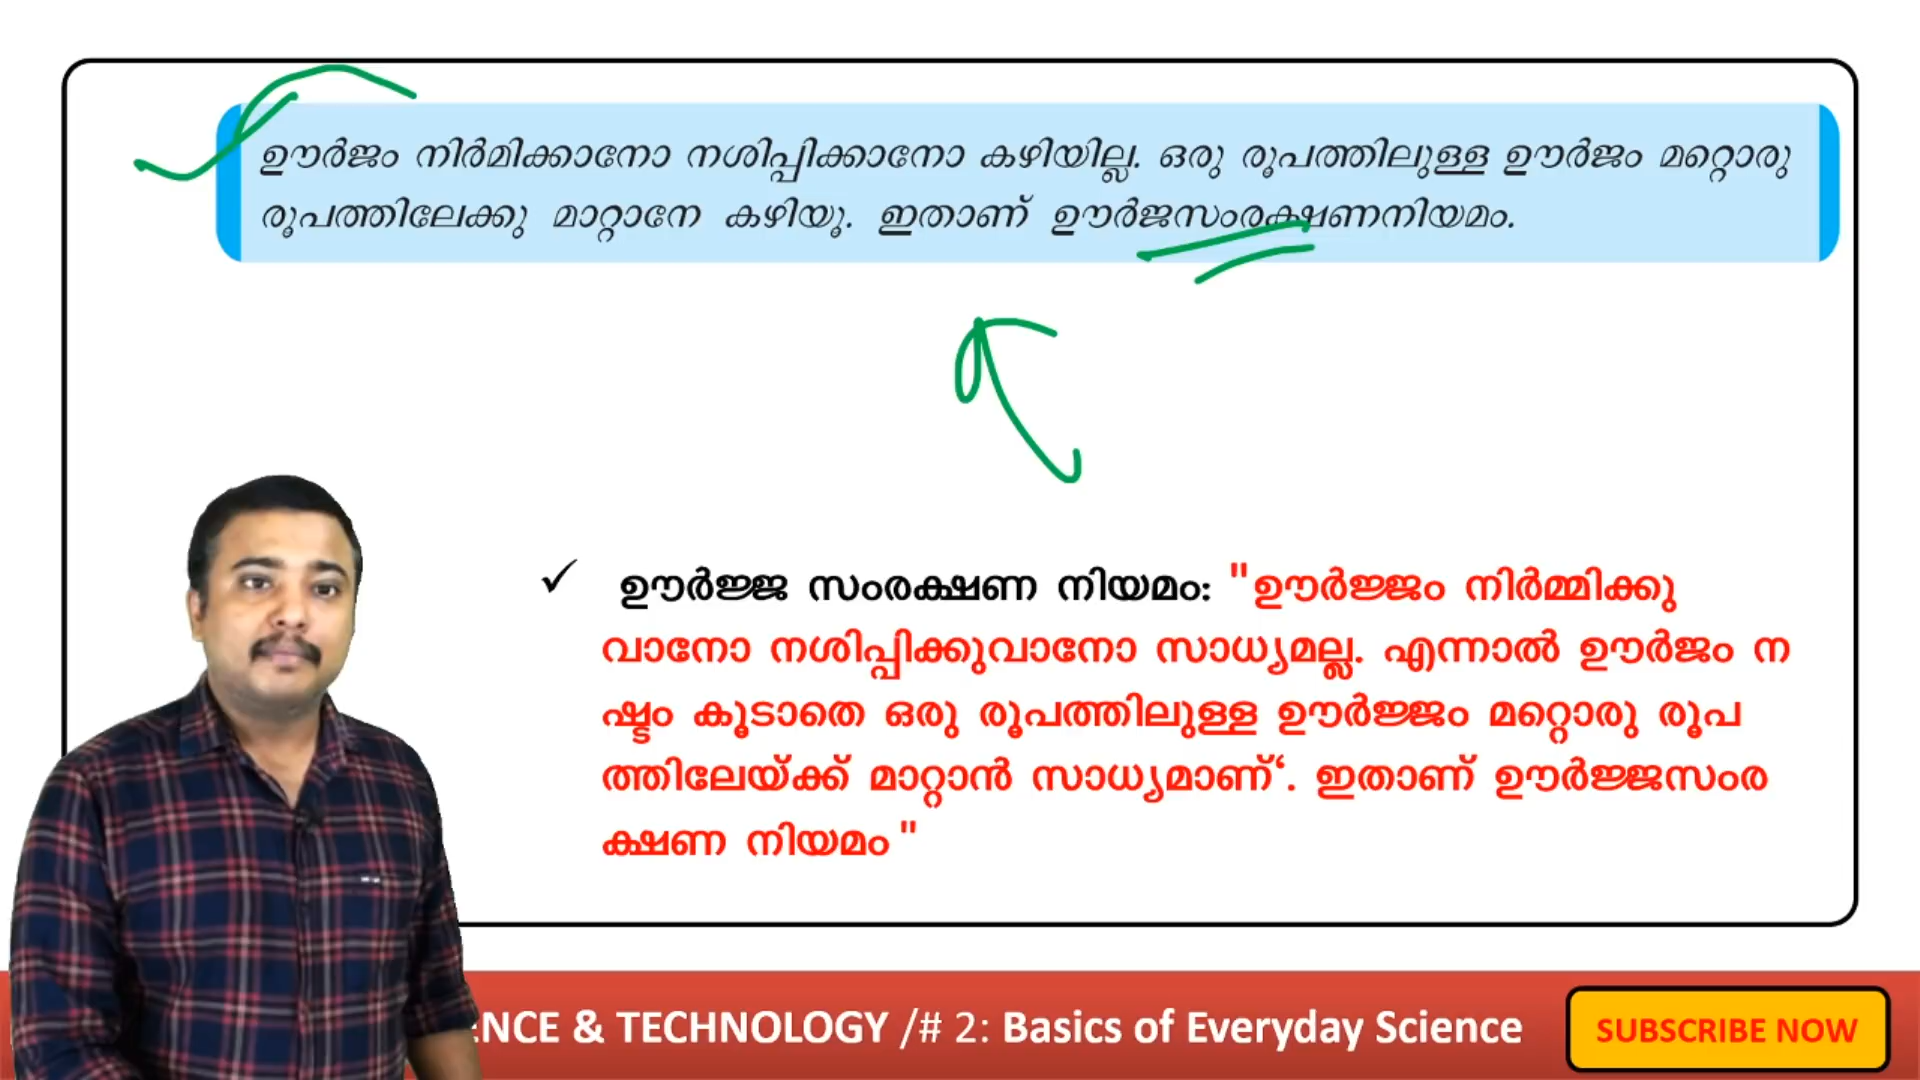 ഊർജം നിർമിക്കാനോ നശിപ്പിക്കാനോ കഴിയില്ല. ഒരു രൂപത്തിലുള്ള ഊർജം മറ്റൊരു
രൂപത്തിലേക്കു മാറ്റാനേ കഴിയൂ. ഇതാണ് ഊർജസംരക്ഷണനിയമം.
✓ ഊർജ്ജ സംരക്ഷണ നിയമം: "ഊർജ്ജം നിർമ്മിക്കു
വാനോ നശിപ്പിക്കുവാനോ സാധ്യമല്ല. എന്നാൽ ഊർജം ന
ഷ്ടം കൂടാതെ ഒരു രൂപത്തിലുള്ള ഊർജ്ജം മറ്റൊരു രൂപ
ത്തിലേയ്ക്ക് മാറ്റാൻ സാധ്യമാണ്‘. ഇതാണ് ഊർജ്ജസംര
ക്ഷണ നിയമം "
ENCE & TECHNOLOGY /# 2: Basics of Everyday Science
SUBSCRIBE NOW